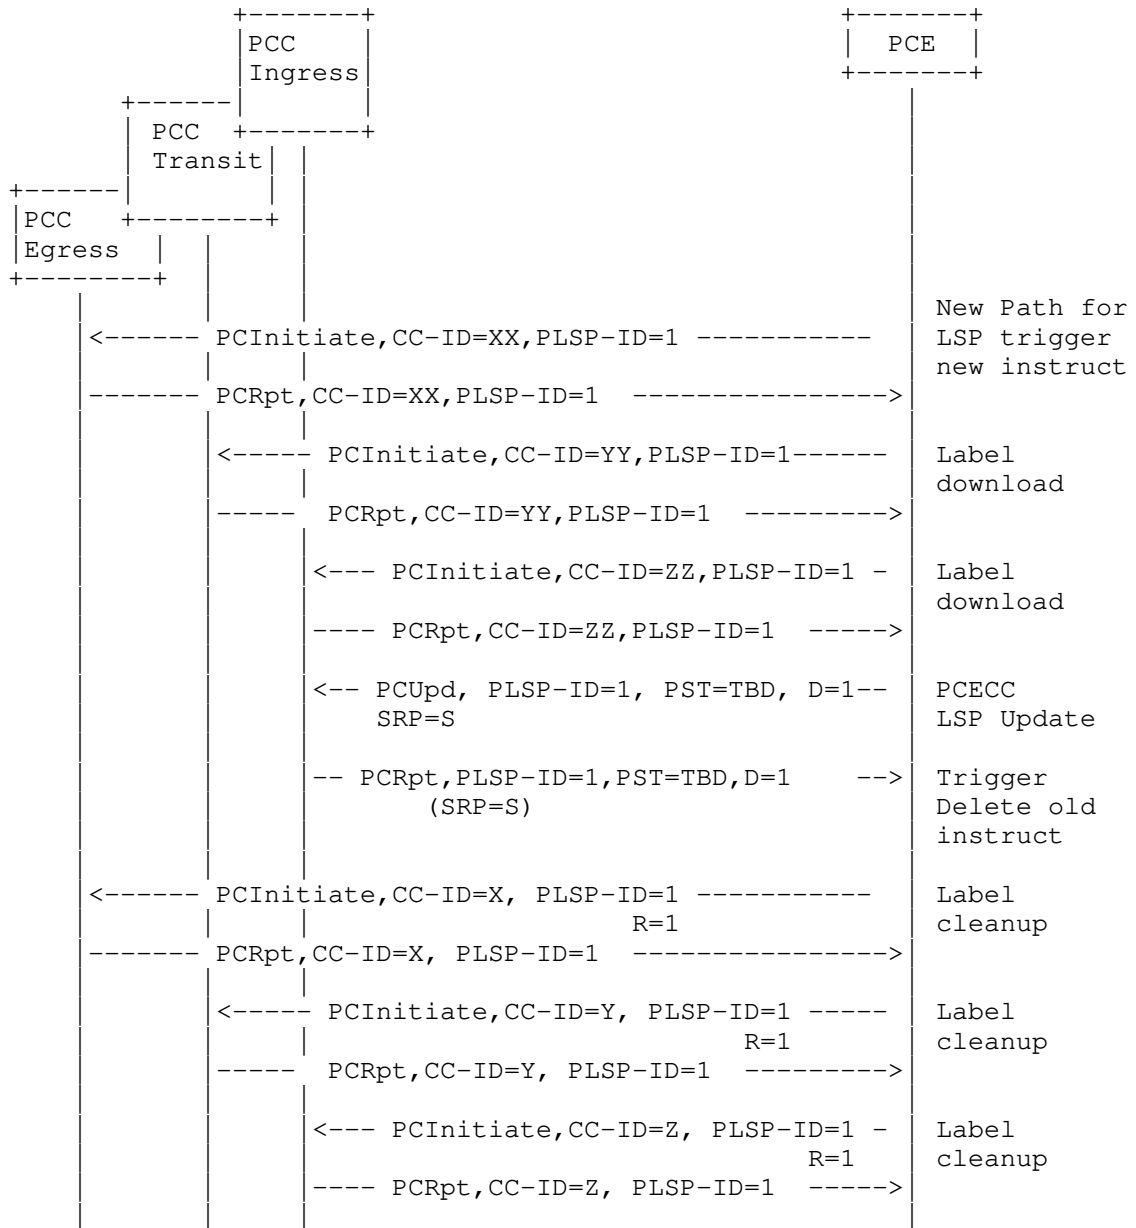 +-------+                              +-------+
|PCC    |                              |  PCE  |
|Ingress|                              +-------+
+------|       |                                  |
| PCC  +-------+                                  |
| Transit| |                                      |
+------|        | |                                      |
|PCC   +--------+ |                                      |
|Egress  |  |     |                                      |
+--------+  |     |                                      |
|       |     |                                      | New Path for
|<------ PCInitiate,CC-ID=XX,PLSP-ID=1 -----------   | LSP trigger
|       |     |                                      | new instruct
|------- PCRpt,CC-ID=XX,PLSP-ID=1  ---------------->|
|       |     |                                      |
|       |<----- PCInitiate,CC-ID=YY,PLSP-ID=1------  | Label
|       |     |                                      | download
|       |-----  PCRpt,CC-ID=YY,PLSP-ID=1  --------->|
|       |     |                                      |
|       |     |<--- PCInitiate,CC-ID=ZZ,PLSP-ID=1 -  | Label
|       |     |                                      | download
|       |     |---- PCRpt,CC-ID=ZZ,PLSP-ID=1  ----->|
|       |     |                                      |
|       |     |<-- PCUpd, PLSP-ID=1, PST=TBD, D=1--  | PCECC
|       |     |    SRP=S                             | LSP Update
|       |     |                                      |
|       |     |-- PCRpt,PLSP-ID=1,PST=TBD,D=1    -->| Trigger
|       |     |       (SRP=S)                        | Delete old
|       |     |                                      | instruct
|       |     |                                      |
|<------ PCInitiate,CC-ID=X, PLSP-ID=1 -----------   | Label
|       |     |                    R=1               | cleanup
|------- PCRpt,CC-ID=X, PLSP-ID=1  ---------------->|
|       |     |                                      |
|       |<----- PCInitiate,CC-ID=Y, PLSP-ID=1 -----  | Label
|       |     |                           R=1        | cleanup
|       |-----  PCRpt,CC-ID=Y, PLSP-ID=1  --------->|
|       |     |                                      |
|       |     |<--- PCInitiate,CC-ID=Z, PLSP-ID=1 -  | Label
|       |     |                               R=1    | cleanup
|       |     |---- PCRpt,CC-ID=Z, PLSP-ID=1  ----->|
|       |     |                                      |